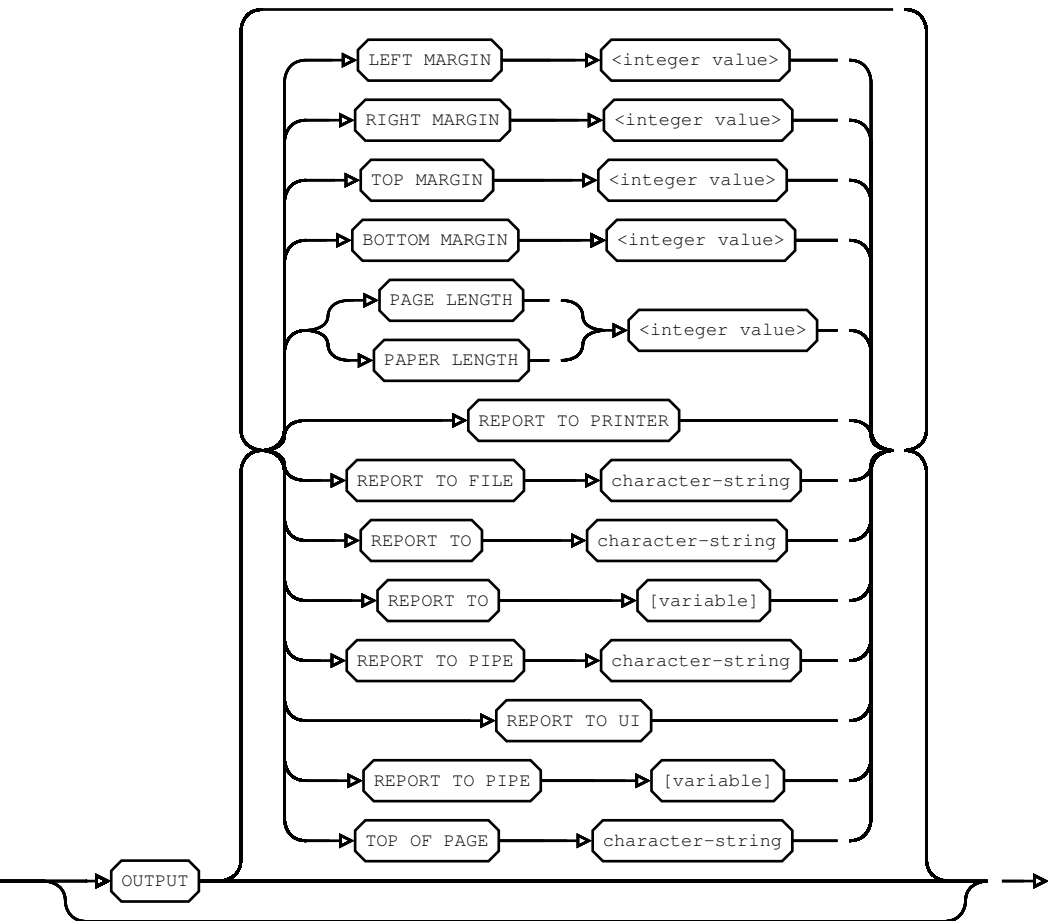 LEFT MARGIN <integer value>
RIGHT MARGIN <integer value>
TOP MARGIN <integer value>
BOTTOM MARGIN <integer value>
PAGE LENGTH
<integer value>
PAPER LENGTH
REPORT TO PRINTER
REPORT TO FILE character-string
REPORT TO character-string
REPORT TO [variable]
REPORT TO PIPE character-string
REPORT TO UI
REPORT TO PIPE [variable]
TOP OF PAGE character-string
OUTPUT